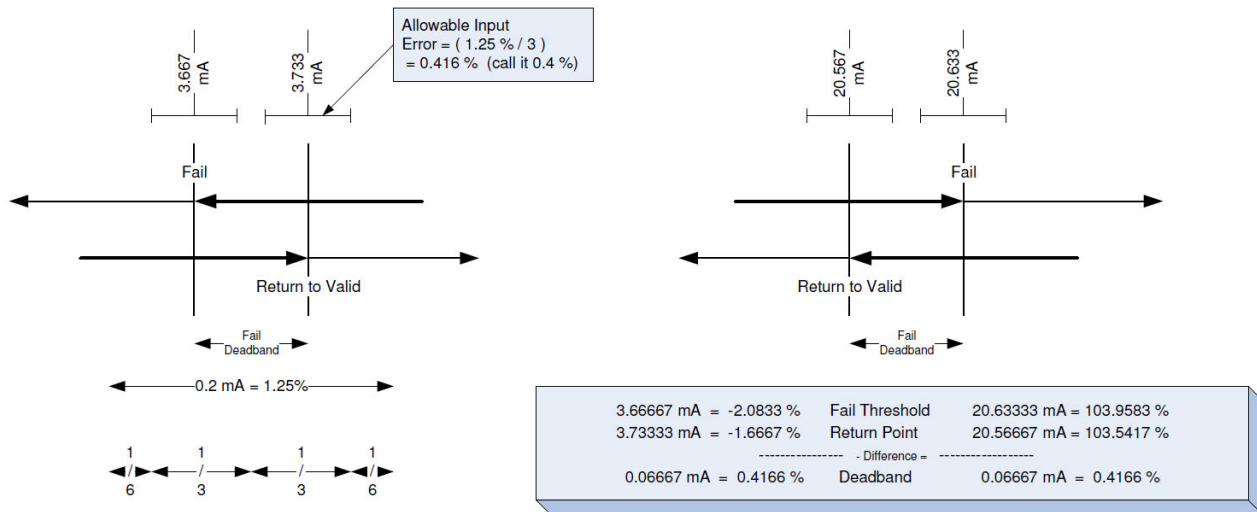 Allowable Input
Error = ( 1.25 % / 3 )
= 0.416 % (call it 0.4 %)
3.667
mA
3.733
mA
20.567
mA
20.633
mA
Fail
Fail
Return to Valid
Return to Valid
Fail
Deadband
Fail
Deadband
0.2 mA = 1.25%
1
/
6
1
/
3
1
/
3
1
/
6
3.66667 mA = -2.0833 % Fail Threshold 20.63333 mA = 103.9583 %
3.73333 mA = -1.6667 % Return Point 20.56667 mA = 103.5417 %
---------------- - Difference = -----------------
0.06667 mA = 0.4166 % Deadband 0.06667 mA = 0.4166 %